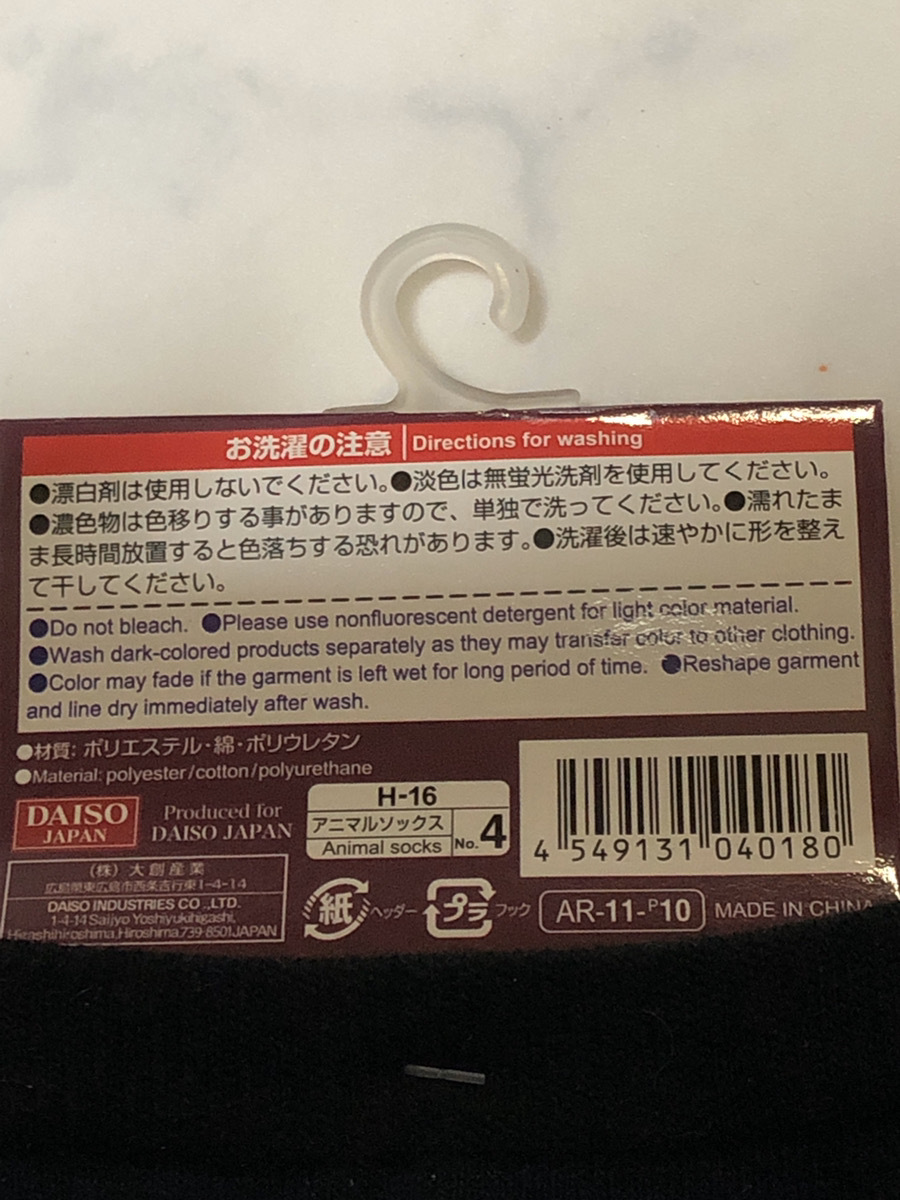 お洗濯の注意 Directions for washing
●漂白剤は使用しないでください。●淡色は無蛍光洗剤を使用してください。
●濃色物は色移りする事がありますので、単独で洗ってください。●濡れたま
ま長時間放置すると色落ちする恐れがあります。●洗濯後は速やかに形を整え
て干してください。
●Do not bleach. ●Please use nonfluorescent detergent for light color material.
●Wash dark-colored products separately as they may transfer color to other clothing.
●Color may fade if the garment is left wet for long period of time. ●Reshape garment
and line dry immediately after wash.
●材質: ポリエステル・綿・ポリウレタン
●Material: polyester/cotton/polyurethane
DAISO
JAPAN
Produced for
DAISO JAPAN
H-16
アニマルソックス
Animal socks
No.4
4 549131 040180
(株)大創産業
広島県東広島市西条吉行東1-4-14
DAISO INDUSTRIES CO.,LTD.
1-4-14 Saijyo Yoshiyukihigashi,
Higashihiroshima,Hiroshima.739-8501JAPAN
紙 ヘッダー
プラ フック
AR-11-P10
MADE IN CHINA